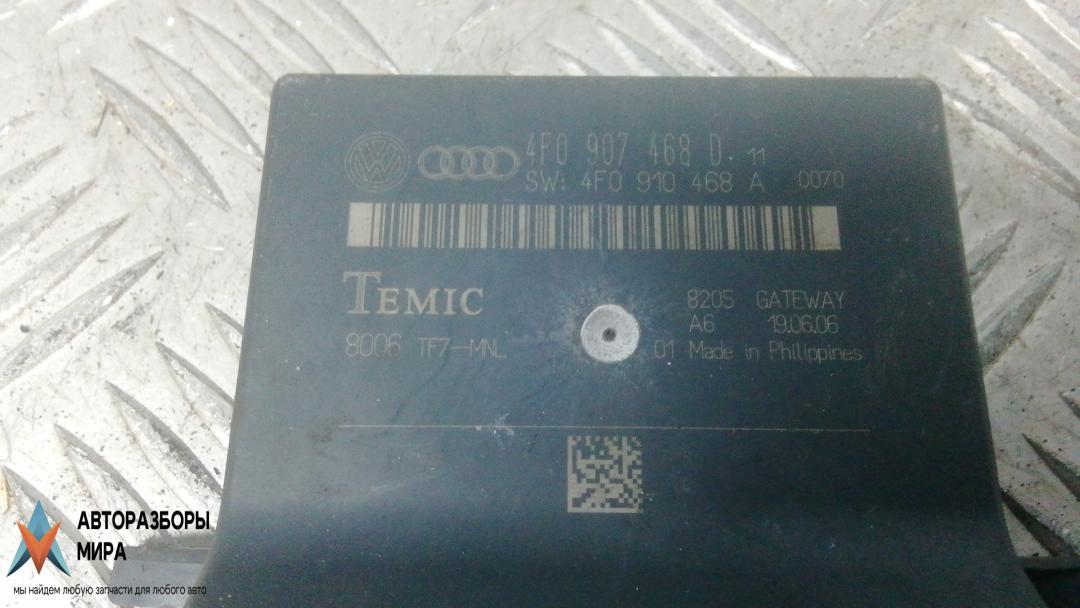 4F0 907 468 D. 11
SW: 4F0 910 468 A 0070
TEMIC
8205 GATEWAY
A6 19.06.06
8006 TF7-MNL
01 Made in Philippines
АВТОРАЗБОРЫ
МИРА
мы найдем любую запчасти для любого авто